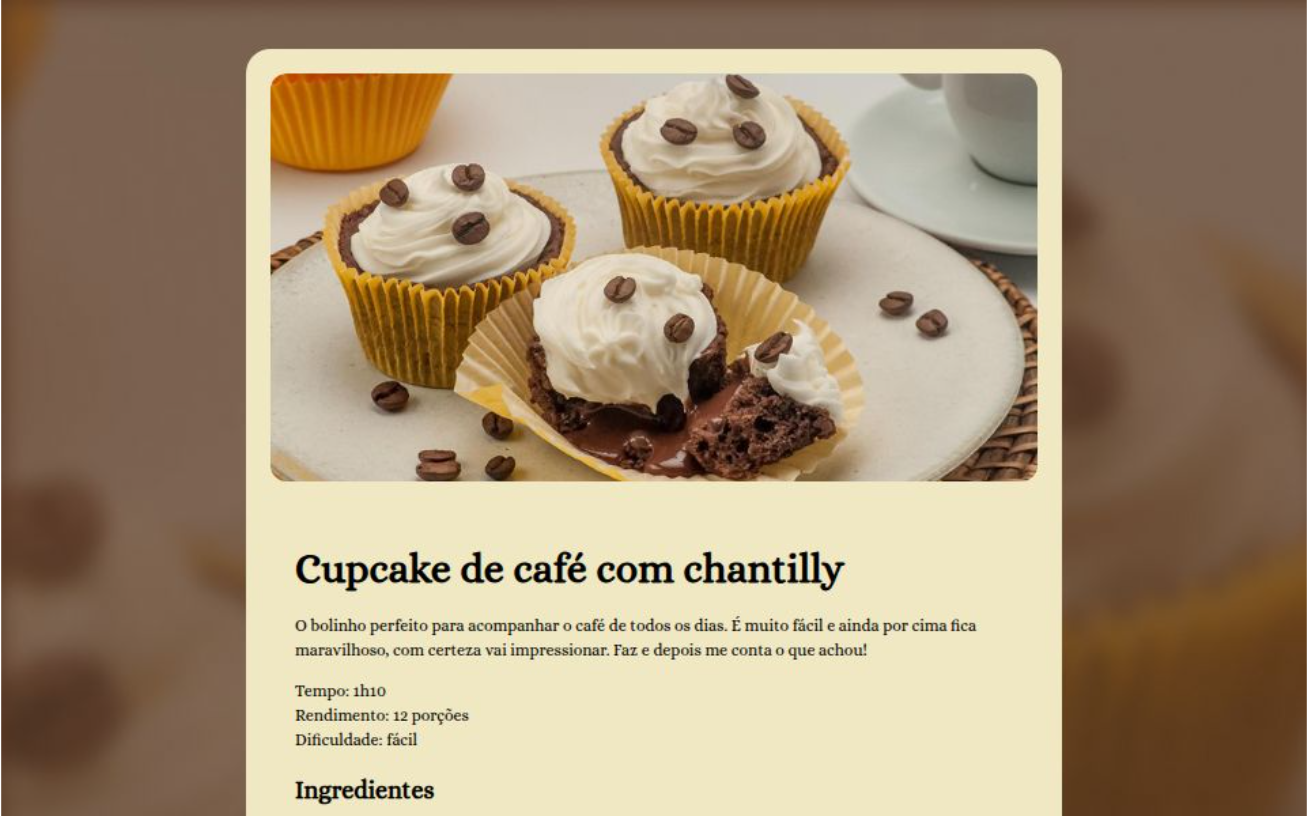 Cupcake de café com chantilly
O bolinho perfeito para acompanhar o café de todos os dias. É muito fácil e ainda por cima fica
maravilhoso, com certeza vai impressionar. Faz e depois me conta o que achou!
Tempo: 1h10
Rendimento: 12 porções
Dificuldade: fácil
Ingredientes